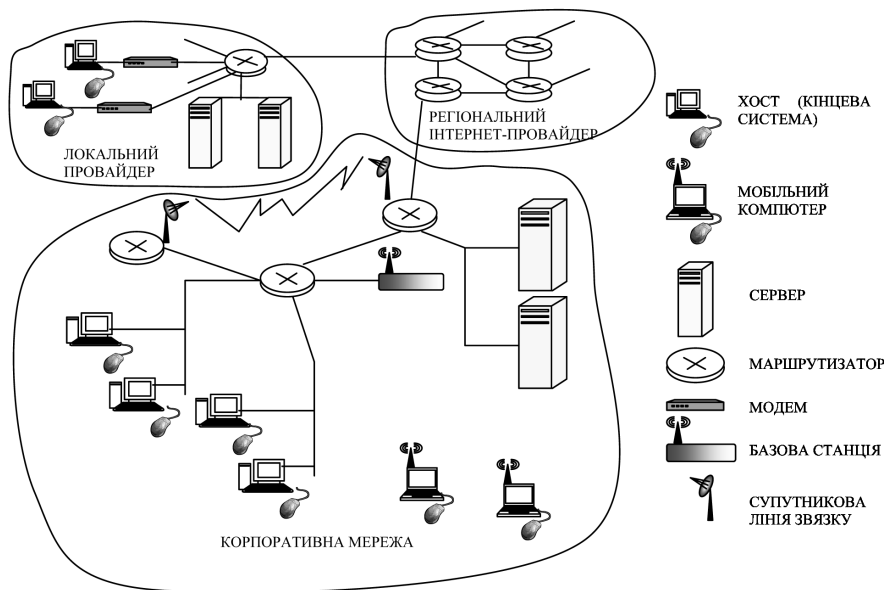 ЛОКАЛЬНИЙ
ПРОВАЙДЕР
РЕГІОНАЛЬНИЙ
ІНТЕРНЕТ-ПРОВАЙДЕР
КОРПОРАТИВНА МЕРЕЖА
ХОСТ (КІНЦЕВА
СИСТЕМА)
МОБІЛЬНИЙ
КОМПЮТЕР
СЕРВЕР
МАРШРУТИЗАТОР
МОДЕМ
БАЗОВА СТАНЦІЯ
СУПУТНИКОВА
ЛІНІЯ ЗВЯЗКУ